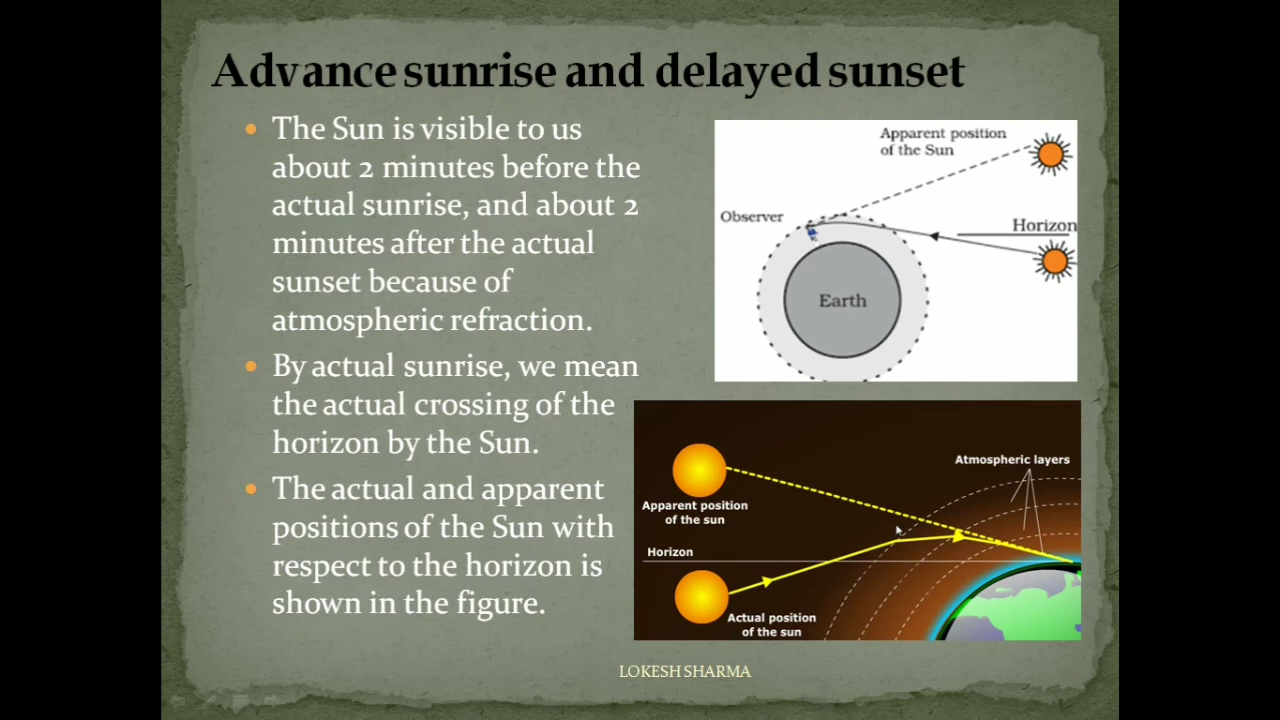 Advance sunrise and delayed sunset
• The Sun is visible to us
about 2 minutes before the
actual sunrise, and about 2
minutes after the actual
sunset because of
atmospheric refraction.
• By actual sunrise, we mean
the actual crossing of the
horizon by the Sun.
• The actual and apparent
positions of the Sun with
respect to the horizon is
shown in the figure.
Apparent position
of the Sun
Observer
Horizon
Earth
Atmospheric layers
Apparent position
of the sun
Horizon
Actual position
of the sun
LOKESH SHARMA